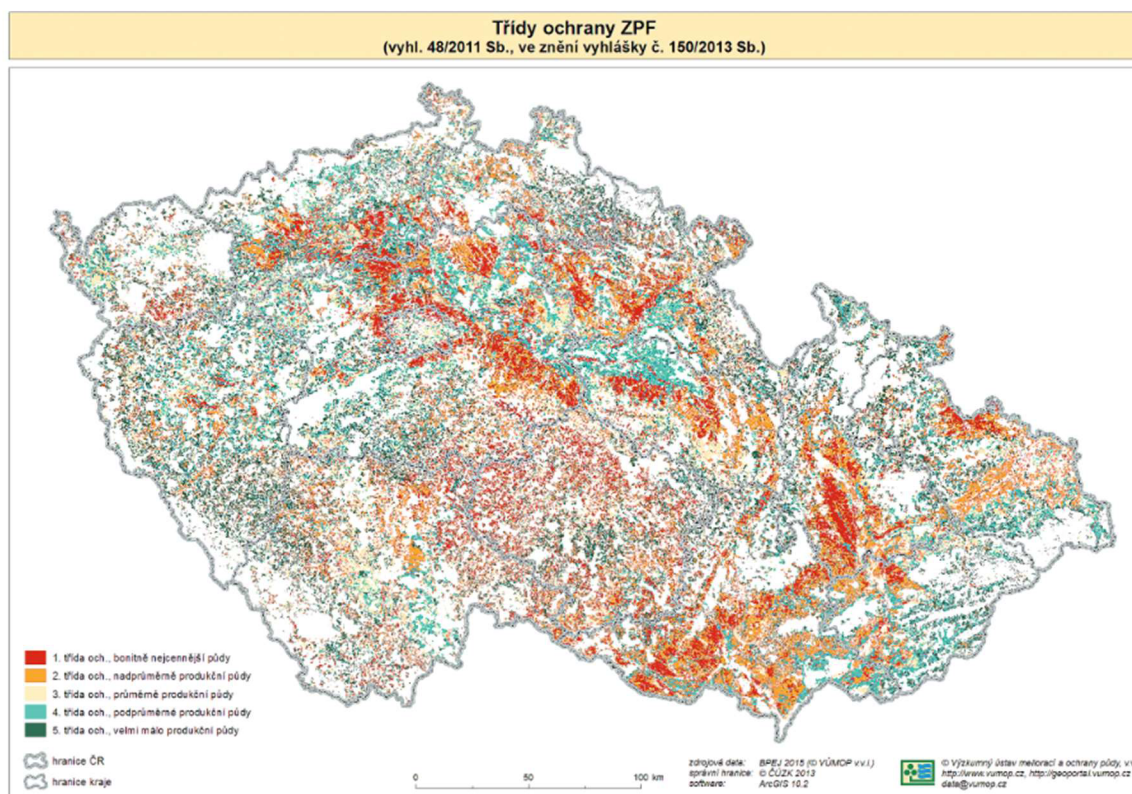 Třídy ochrany ZPF
(vyhl. 48/2011 Sb., ve znění vyhlášky č. 150/2013 Sb.)
1. třída och., bonitně nejcennější půdy
2. třída och., nadprůměrně produkční půdy
3. třída och., průměrně produkční půdy
4. třída och., podprůměrně produkční půdy
5. třída och., velmi málo produkční půdy
hranice ČR
hranice kraje
0 50 100 km
zdrojová data: BPEJ 2015 (© VÚMOP v.v.i.)
správní hranice: © ČÚZK 2013
software: ArcGIS 10.2
© Výzkumný ústav meliorací a ochrany půdy, v.v
http://www.vumop.cz, http://geoportal.vumop.cz
data@vumop.cz